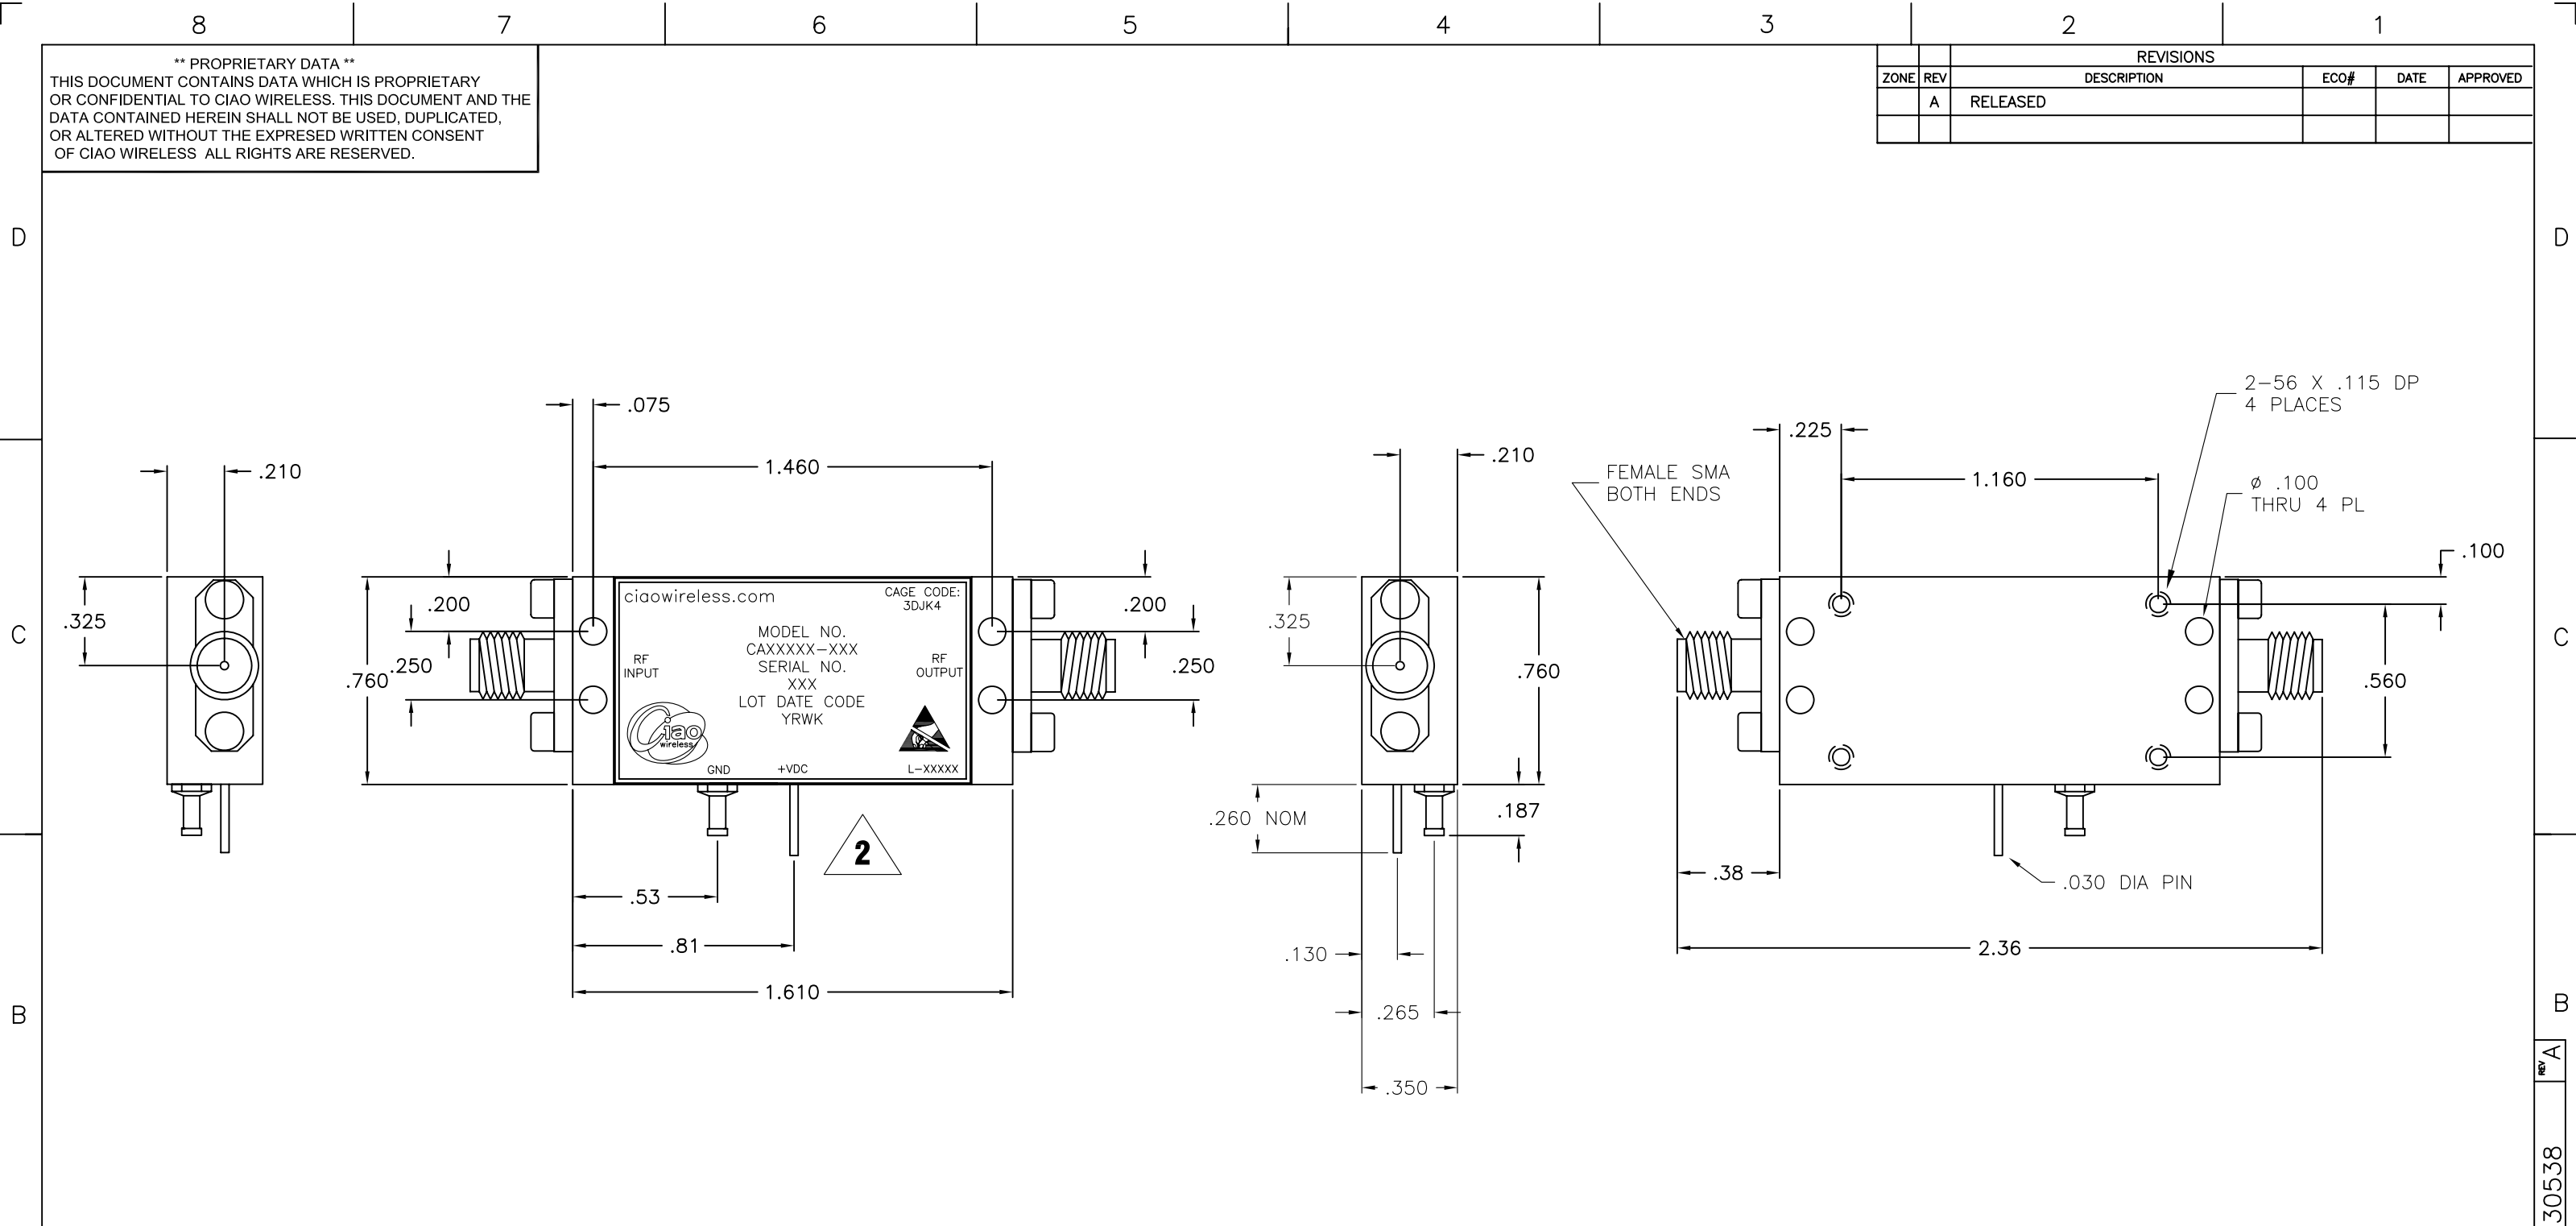 8 7 6 5 4 3 2 1
** PROPRIETARY DATA **
THIS DOCUMENT CONTAINS DATA WHICH IS PROPRIETARY
OR CONFIDENTIAL TO CIAO WIRELESS. THIS DOCUMENT AND THE
DATA CONTAINED HEREIN SHALL NOT BE USED, DUPLICATED,
OR ALTERED WITHOUT THE EXPRESED WRITTEN CONSENT
OF CIAO WIRELESS ALL RIGHTS ARE RESERVED.
REVISIONS
ZONE REV DESCRIPTION ECO# DATE APPROVED
A RELEASED
D D
C C
B B
.210
.325
.075
1.460
.200
.250
.760
.200
.250
ciaowireless.com
CAGE CODE:
3DJK4
MODEL NO.
CAXXXXX-XXX
SERIAL NO.
XXX
LOT DATE CODE
YRWK
RF
INPUT
RF
OUTPUT
Ciao
wireless
GND +VDC L-XXXXX
2
.53
.81
1.610
.210
.325
.760
.260 NOM
.187
.130
.265
.350
FEMALE SMA
BOTH ENDS
.225
1.160
2-56 X .115 DP
4 PLACES
ø .100
THRU 4 PL
.100
.560
.38
.030 DIA PIN
2.36
REV A
30538